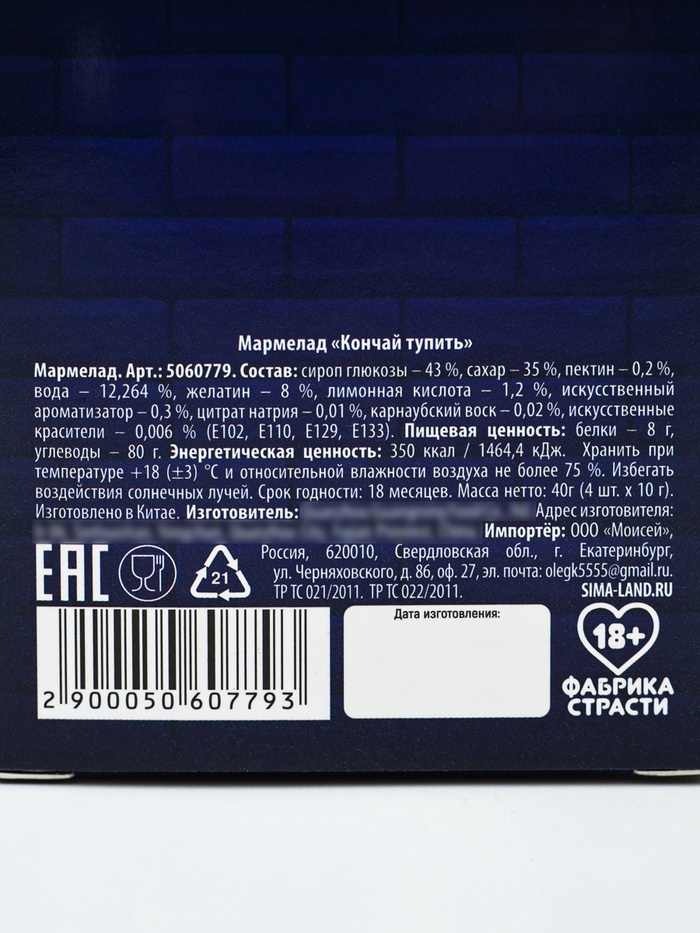 Мармелад «Кончай тупить»
Мармелад. Арт.: 5060779. Состав: сироп глюкозы – 43 %, сахар – 35 %, пектин – 0,2 %,
вода – 12,264 %, желатин – 8 %, лимонная кислота – 1,2 %, искусственный
ароматизатор – 0,3 %, цитрат натрия – 0,01 %, карнаубский воск – 0,02 %, искусственные
красители – 0,006 % (Е102, Е110, Е129, Е133). Пищевая ценность: белки – 8 г,
углеводы – 80 г. Энергетическая ценность: 350 ккал / 1464,4 кДж. Хранить при
температуре +18 (±3) °С и относительной влажности воздуха не более 75 %. Избегать
воздействия солнечных лучей. Срок годности: 18 месяцев. Масса нетто: 40г (4 шт. х 10 г).
Изготовлено в Китае. Изготовитель: Адрес изготовителя:
Импортёр: ООО «Моисей»,
Россия, 620010, Свердловская обл., г. Екатеринбург,
ул. Черняховского, д. 86, оф. 27, эл. почта: olegk5555@gmail.ru.
ТР ТС 021/2011. ТР ТС 022/2011.
SIMA-LAND.RU
EAC
21
2 900050 607793
Дата изготовления:
18+
ФАБРИКА
СТРАСТИ